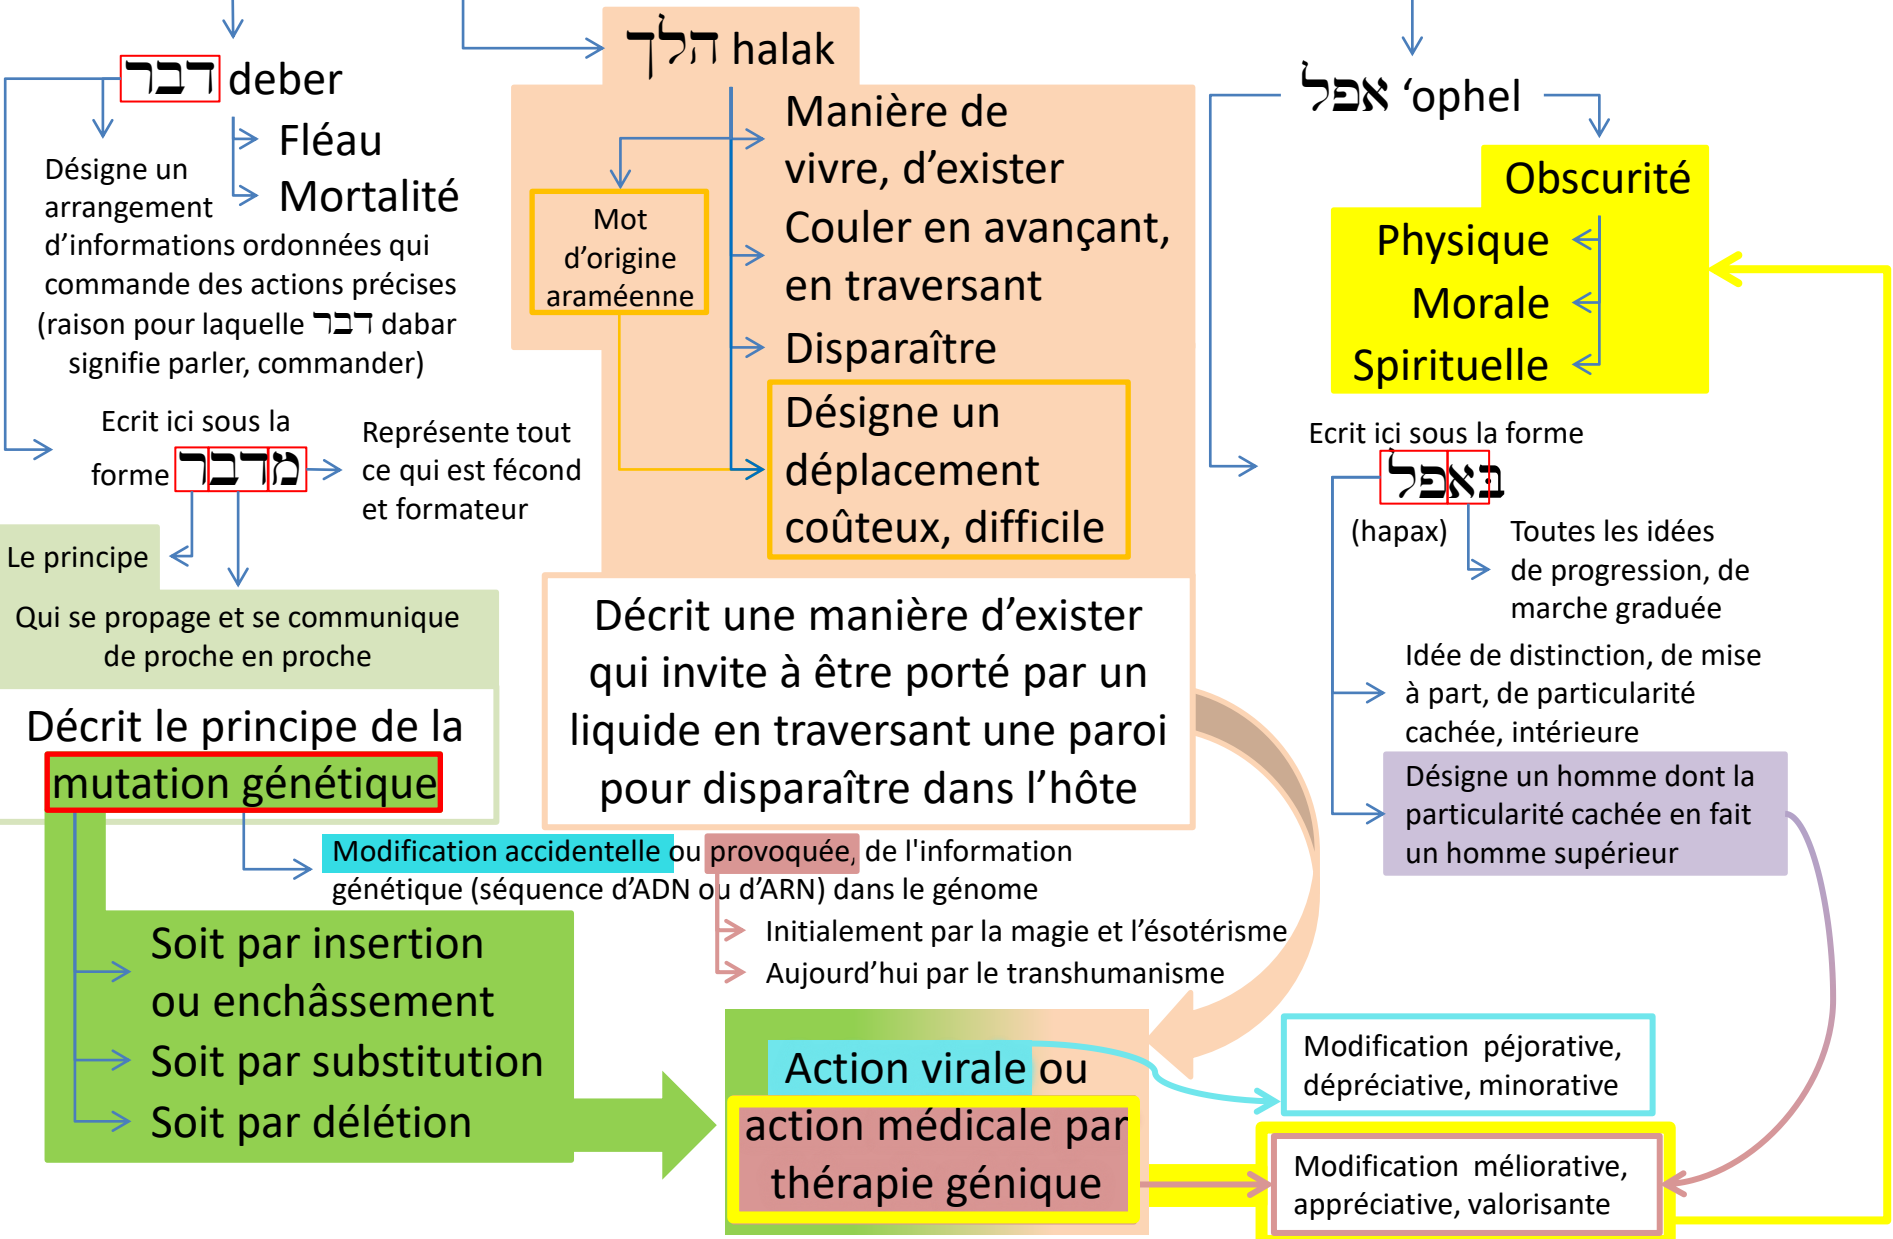 דבר deber
Fléau
Mortalité
Désigne un
arrangement
d’informations ordonnées qui
commande des actions précises
(raison pour laquelle דבר dabar
signifie parler, commander)
Ecrit ici sous la
forme מדבר
Représente tout
ce qui est fécond
et formateur
Le principe
Qui se propage et se communique
de proche en proche
Décrit le principe de la
mutation génétique
Modification accidentelle ou provoquée, de l'information
génétique (séquence d’ADN ou d’ARN) dans le génome
Initialement par la magie et l’ésotérisme
Aujourd’hui par le transhumanisme
Soit par insertion
ou enchâssement
Soit par substitution
Soit par délétion
הלך halak
Manière de
vivre, d’exister
Couler en avançant,
en traversant
Disparaître
Désigne un
déplacement
coûteux, difficile
Mot
d’origine
araméenne
Décrit une manière d’exister
qui invite à être porté par un
liquide en traversant une paroi
pour disparaître dans l’hôte
Action virale ou
action médicale par
thérapie génique
אפל ‘ophel
Obscurité
Physique
Morale
Spirituelle
Ecrit ici sous la forme
באפל
(hapax)
Toutes les idées
de progression, de
marche graduée
Idée de distinction, de mise
à part, de particularité
cachée, intérieure
Désigne un homme dont la
particularité cachée en fait
un homme supérieur
Modification péjorative,
dépréciative, minorative
Modification méliorative,
appréciative, valorisante